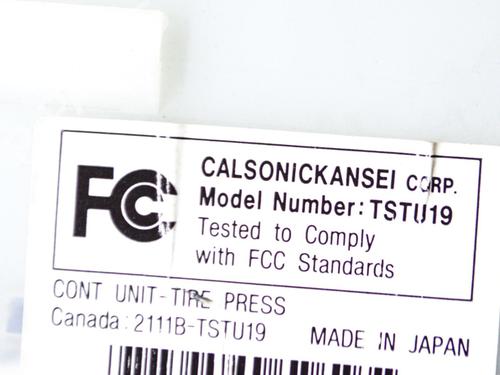 FC CALSONICKANSEI CORP.
Model Number: TSTU19
Tested to Comply
with FCC Standards
CONT UNIT-TIRE PRESS
Canada: 2111B-TSTU19 MADE IN JAPAN